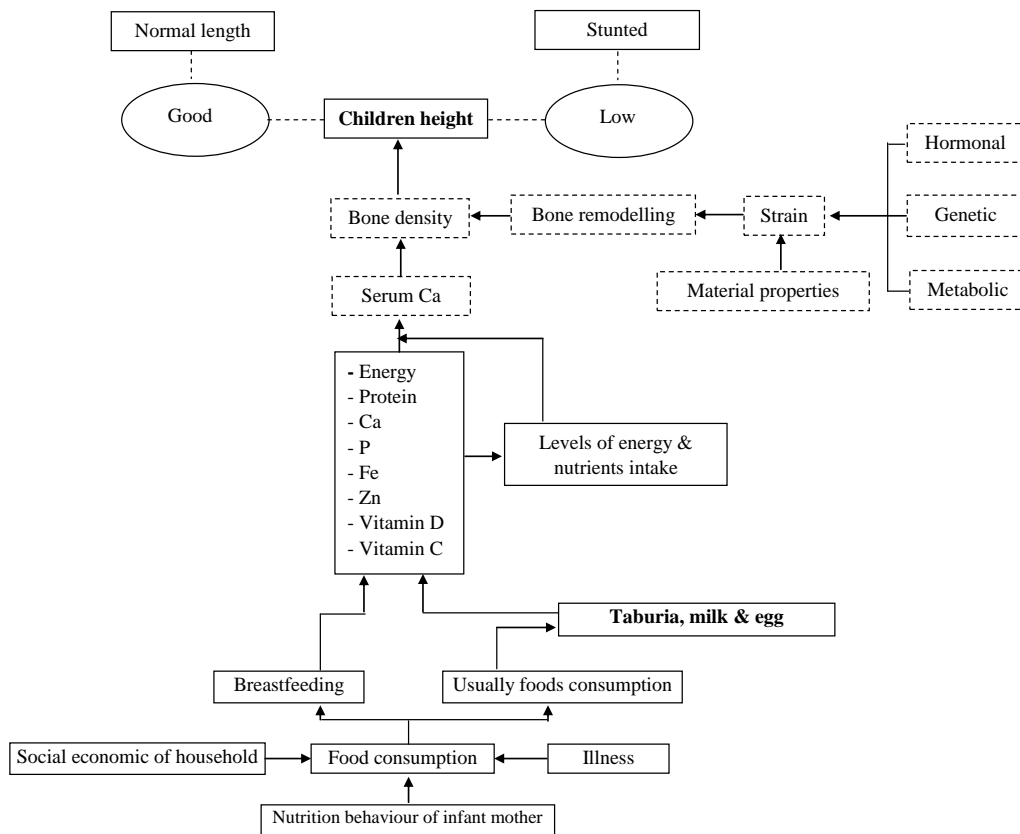 Normal length
Stunted
Good
Children height
Low
Hormonal
Bone density
Bone remodelling
Strain
Genetic
Serum Ca
Material properties
Metabolic
- Energy
- Protein
- Ca
- P
- Fe
- Zn
- Vitamin D
- Vitamin C
Levels of energy &
nutrients intake
Taburia, milk & egg
Breastfeeding
Usually foods consumption
Social economic of household
Food consumption
Illness
Nutrition behaviour of infant mother